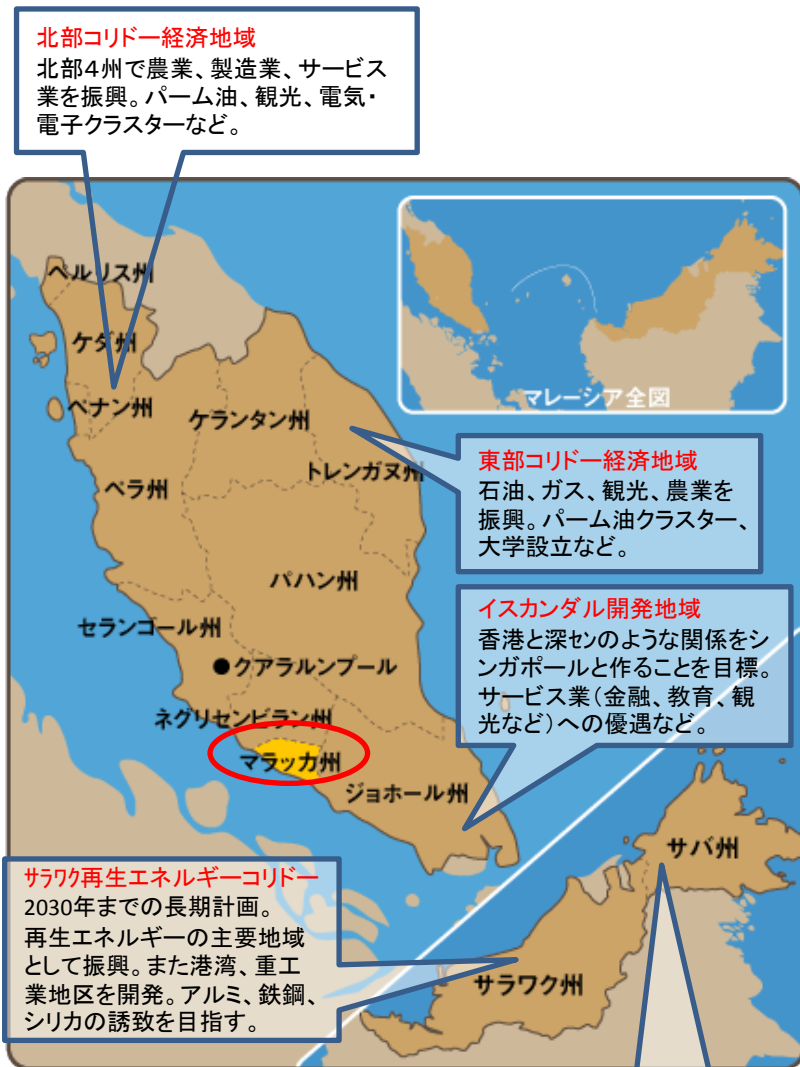 北部コリドー経済地域
北部4州で農業、製造業、サービス
業を振興。パーム油、観光、電気・
電子クラスターなど。
ペルリス州
ケダ州
ペナン州
ケランタン州
トレンガヌ州
ペラ州
マレーシア全図
東部コリドー経済地域
石油、ガス、観光、農業を
振興。パーム油クラスター、
大学設立など。
パハン州
セランゴール州
●クアラルンプール
イスカンダル開発地域
香港と深センのような関係をシ
ンガポールと作ることを目標。
サービス業(金融、教育、観
光など)への優遇など。
ネグリセンビラン州
マラッカ州
ジョホール州
サバ州
サラワク再生エネルギーコリドー
2030年までの長期計画。
再生エネルギーの主要地域
として振興。また港湾、重工
業地区を開発。アルミ、鉄鋼、
シリカの誘致を目指す。
サラワク州